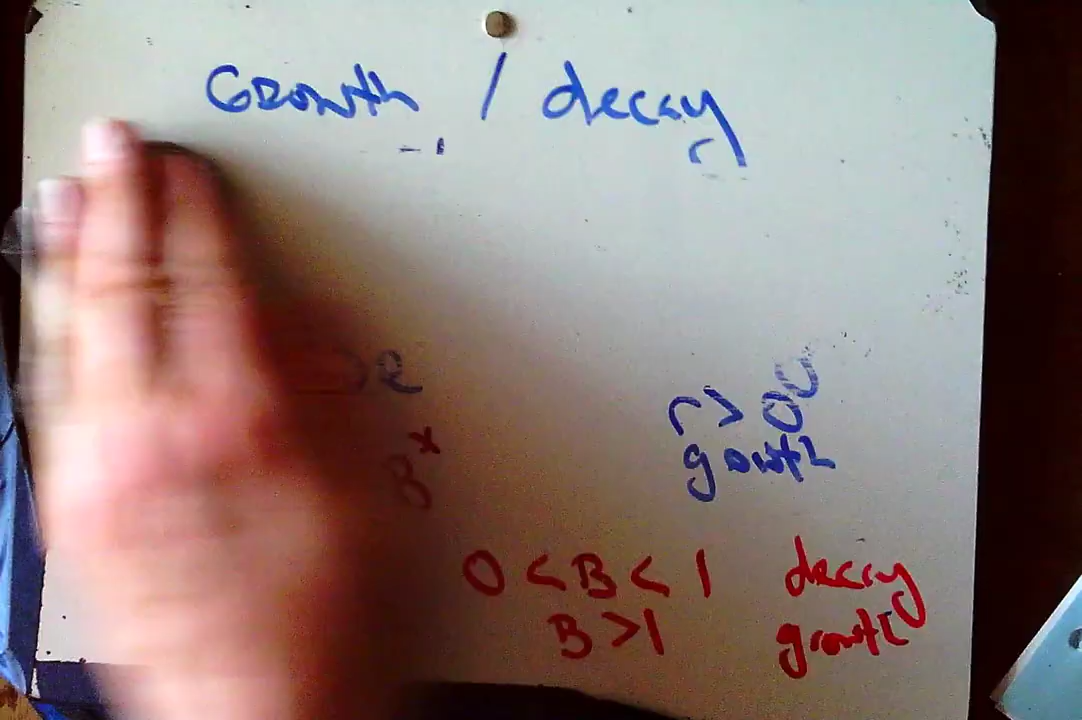 Growth / decay
r > 0
growth
B^x
0 < B < 1 decay
B > 1 growth